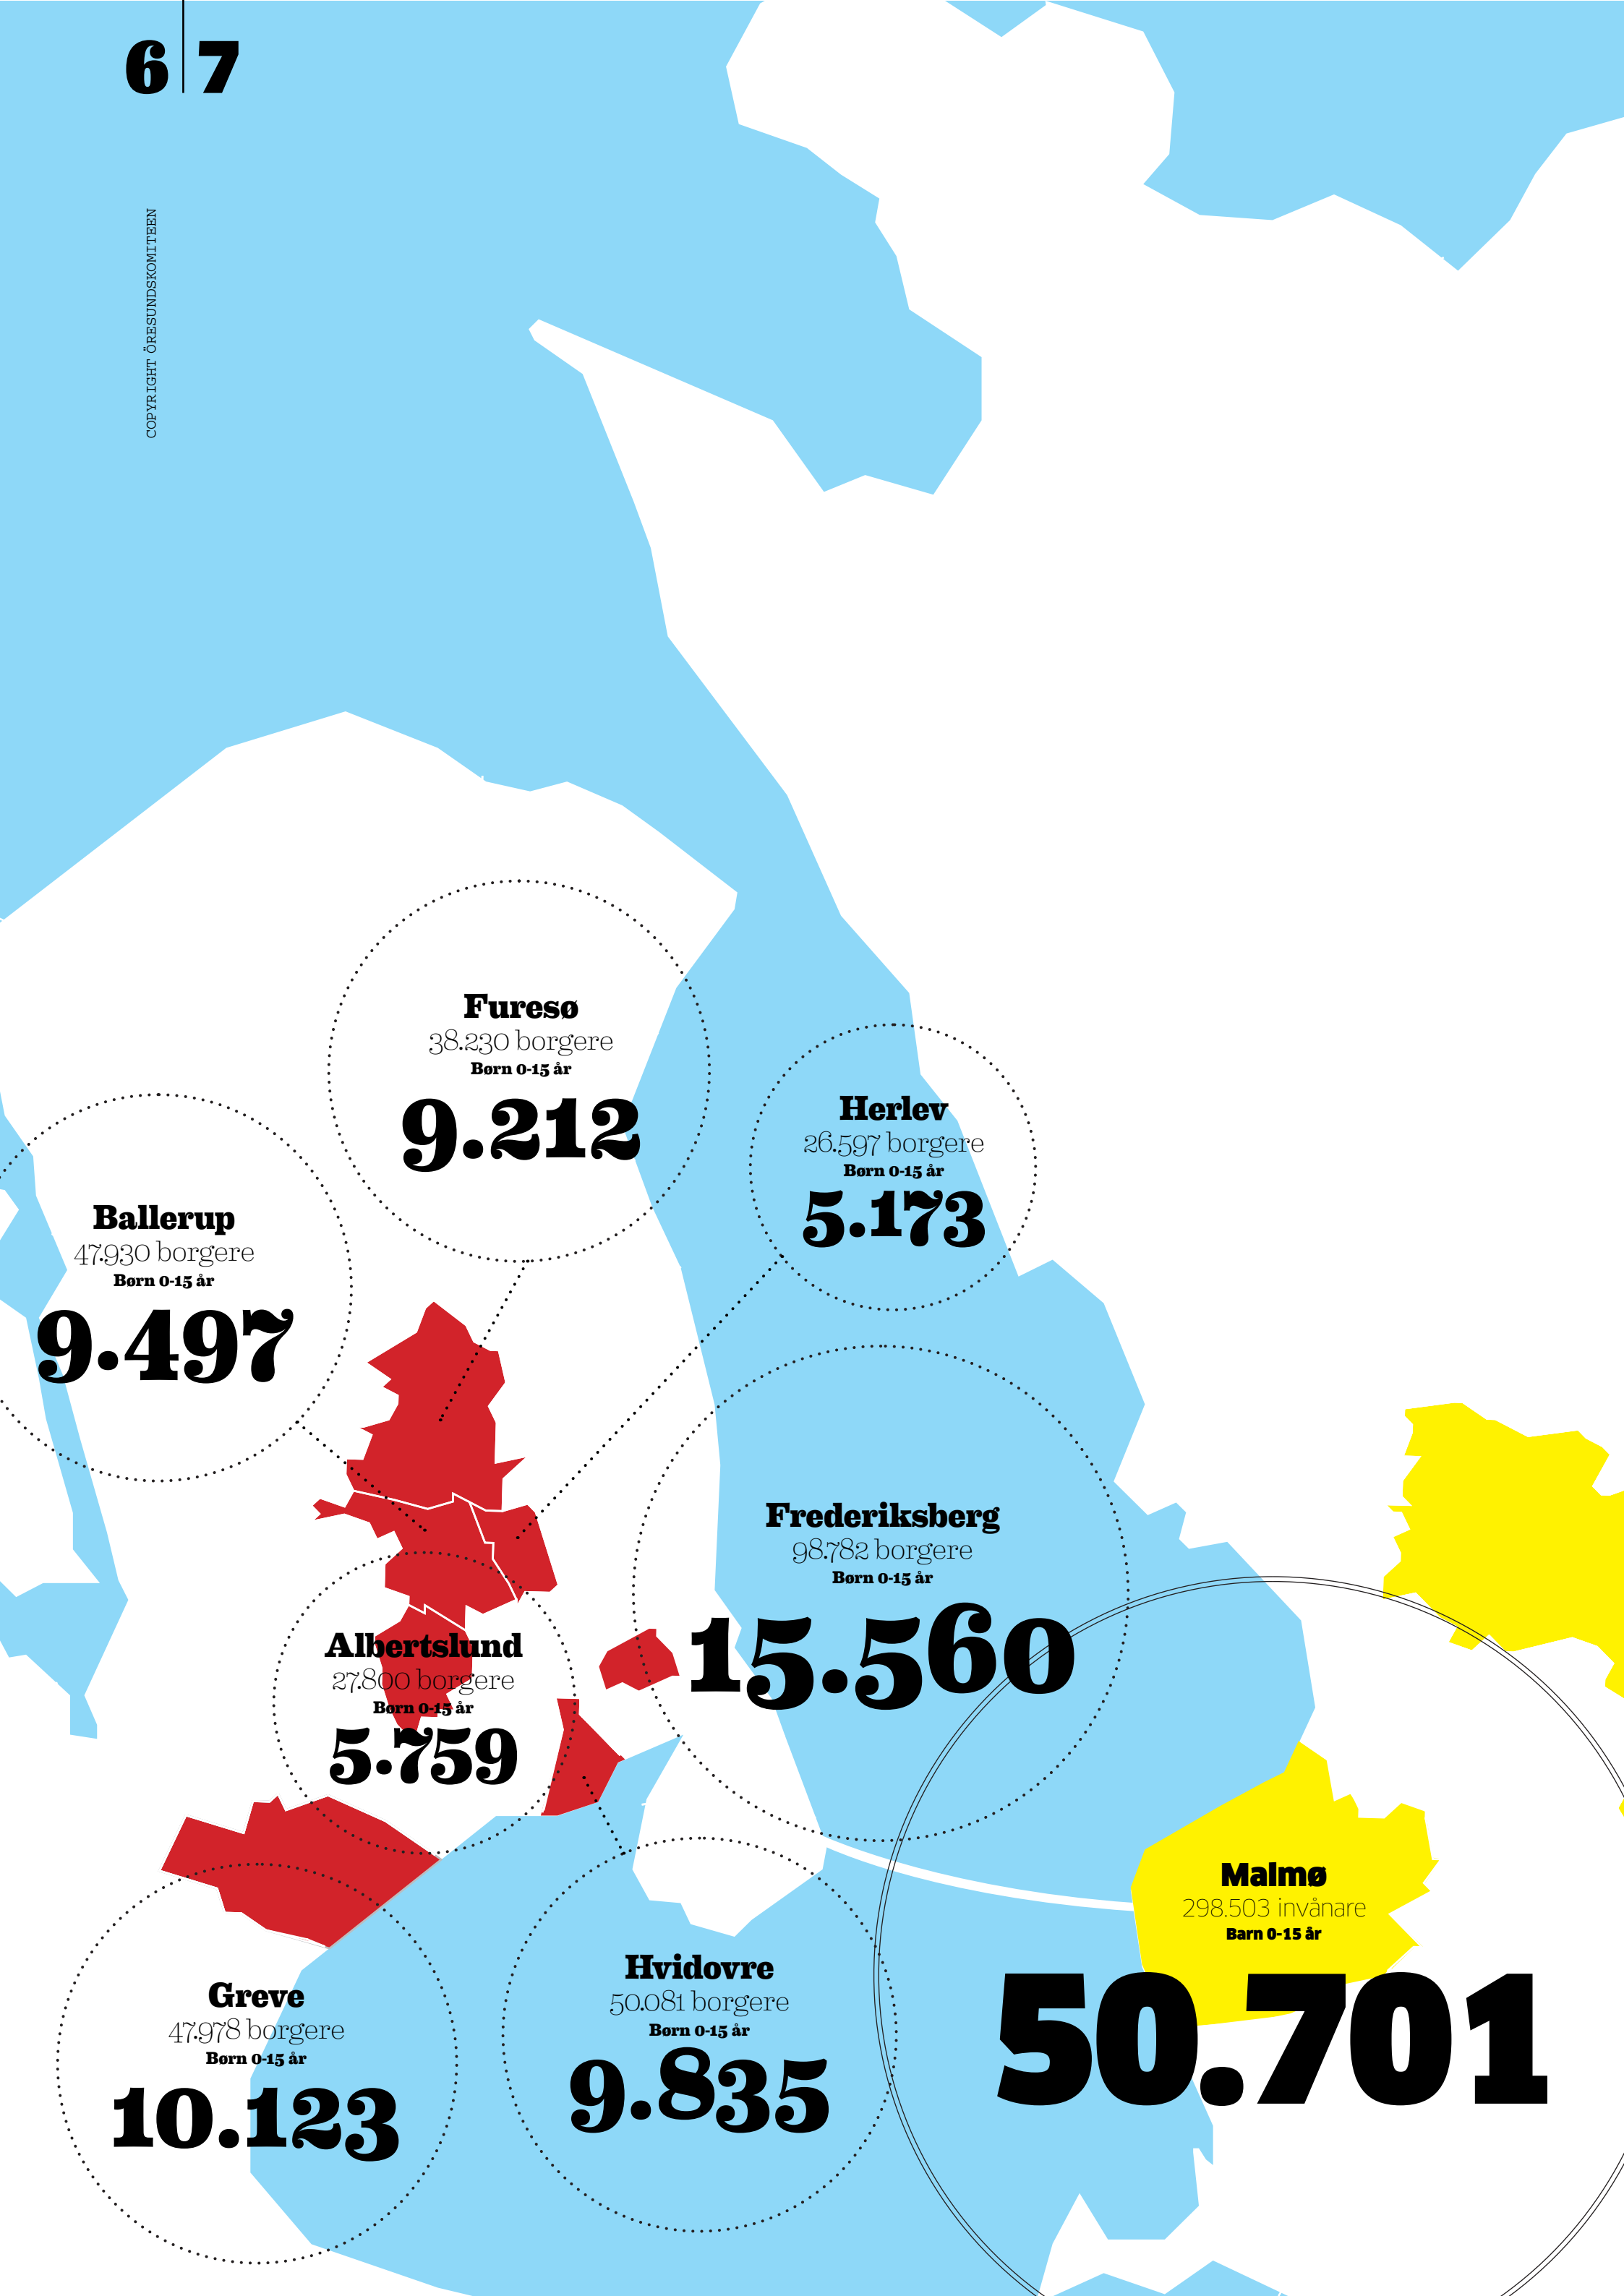 6 7
COPYRIGHT ÖRESUNDSKOMITEEN
Furesø
38.230 borgere
Børn 0-15 år
9.212
Herlev
26.597 borgere
Børn 0-15 år
5.173
Ballerup
47.930 borgere
Børn 0-15 år
9.497
Frederiksberg
98.782 borgere
Børn 0-15 år
15.560
Albertslund
27.800 borgere
Børn 0-15 år
5.759
Malmø
298.503 invånare
Barn 0-15 år
50.701
Greve
47.978 borgere
Børn 0-15 år
10.123
Hvidovre
50.081 borgere
Børn 0-15 år
9.835